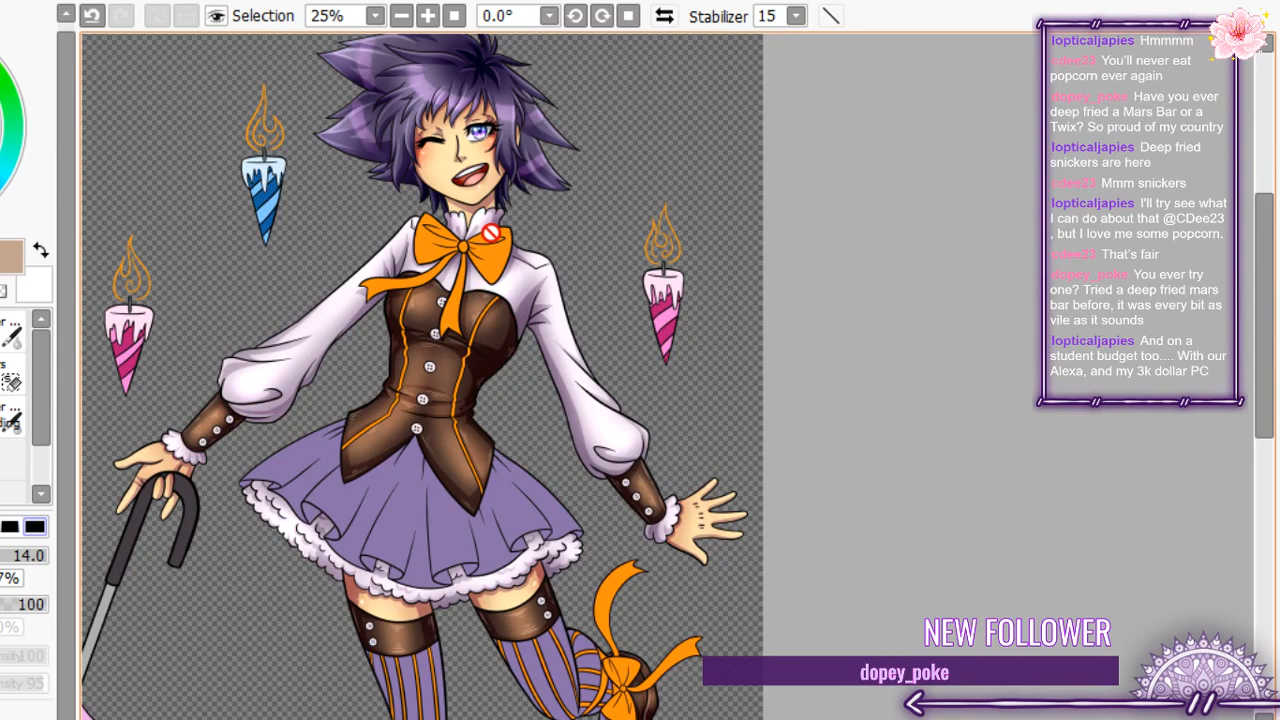 Selection 25% 0.0° Stabilizer 15
lopticaljapies Hmmmm
cdee23 You'll never eat
popcorn ever again
dopey_poke Have you ever
deep fried a Mars Bar or a
Twix? So proud of my country
lopticaljapies Deep fried
snickers are here
cdee23 Mmm snickers
lopticaljapies I'll try see what
I can do about that @CDee23
, but I love me some popcorn.
cdee23 That's fair
dopey_poke You ever try
one? Tried a deep fried mars
bar before, it was every bit as
vile as it sounds
lopticaljapies And on a
student budget too.... With our
Alexa, and my 3k dollar PC
14.0
100
100
95
NEW FOLLOWER
dopey_poke